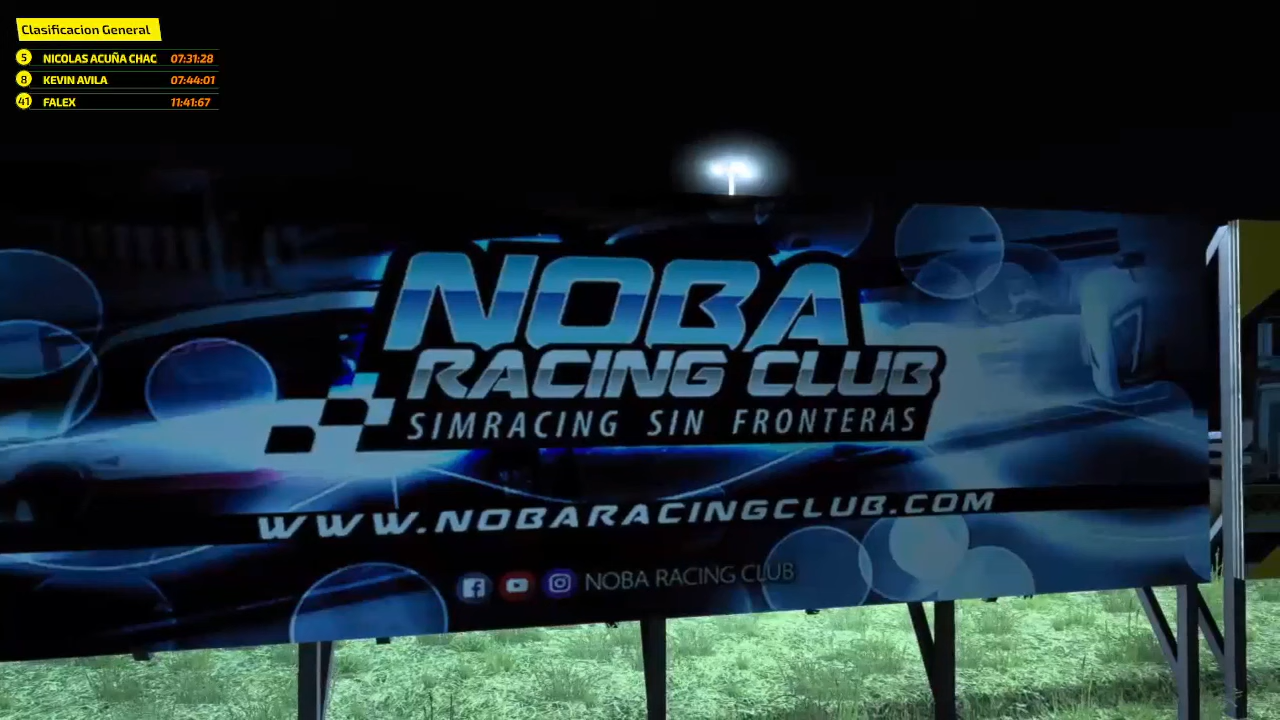 Clasificacion General
5 NICOLAS ACUÑA CHAC 07:31:28
8 KEVIN AVILA 07:44:01
41 FALEX 11:41:67
NOBA
RACING CLUB
SIMRACING SIN FRONTERAS
WWW.NOBARACINGCLUB.COM
NOBA RACING CLUB